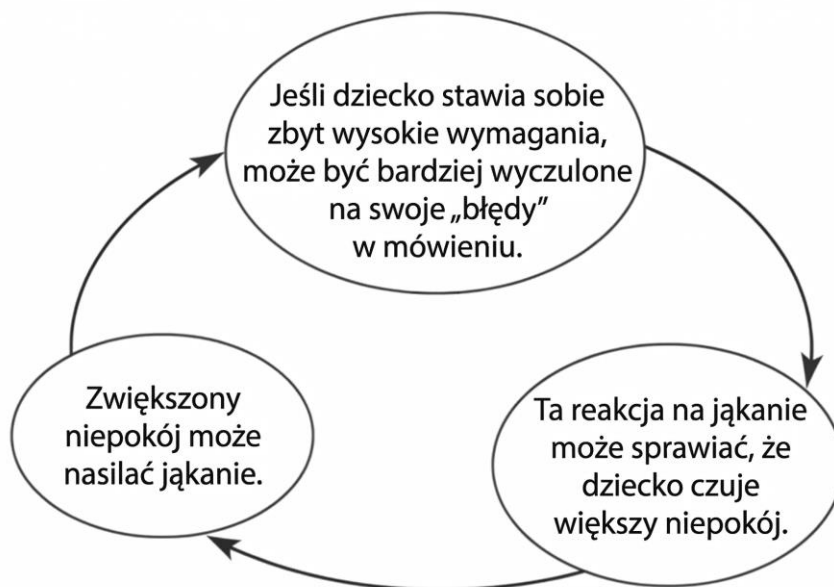 Jeśli dziecko stawia sobie
zbyt wysokie wymagania,
może być bardziej wyczulone
na swoje „błędy”
w mówieniu.
Ta reakcja na jąkanie
może sprawiać, że
dziecko czuje
większy niepokój.
Zwiększony
niepokój może
nasilać jąkanie.